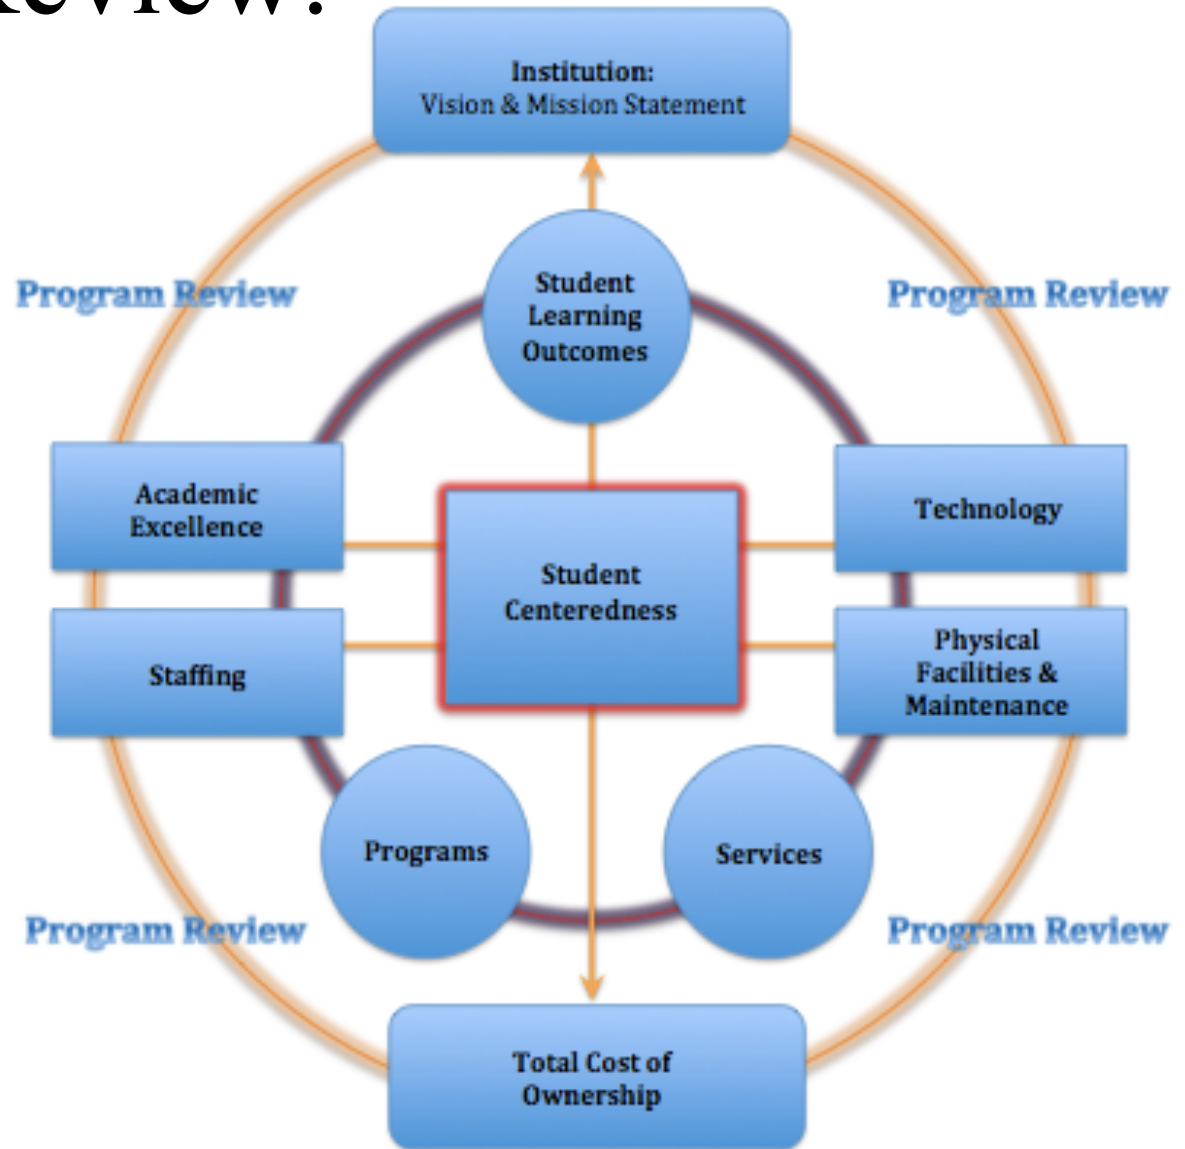 Institution:
Vision & Mission Statement
Student
Learning
Outcomes
Program Review
Program Review
Academic
Excellence
Technology
Student
Centeredness
Staffing
Physical
Facilities &
Maintenance
Programs
Services
Program Review
Program Review
Total Cost of
Ownership